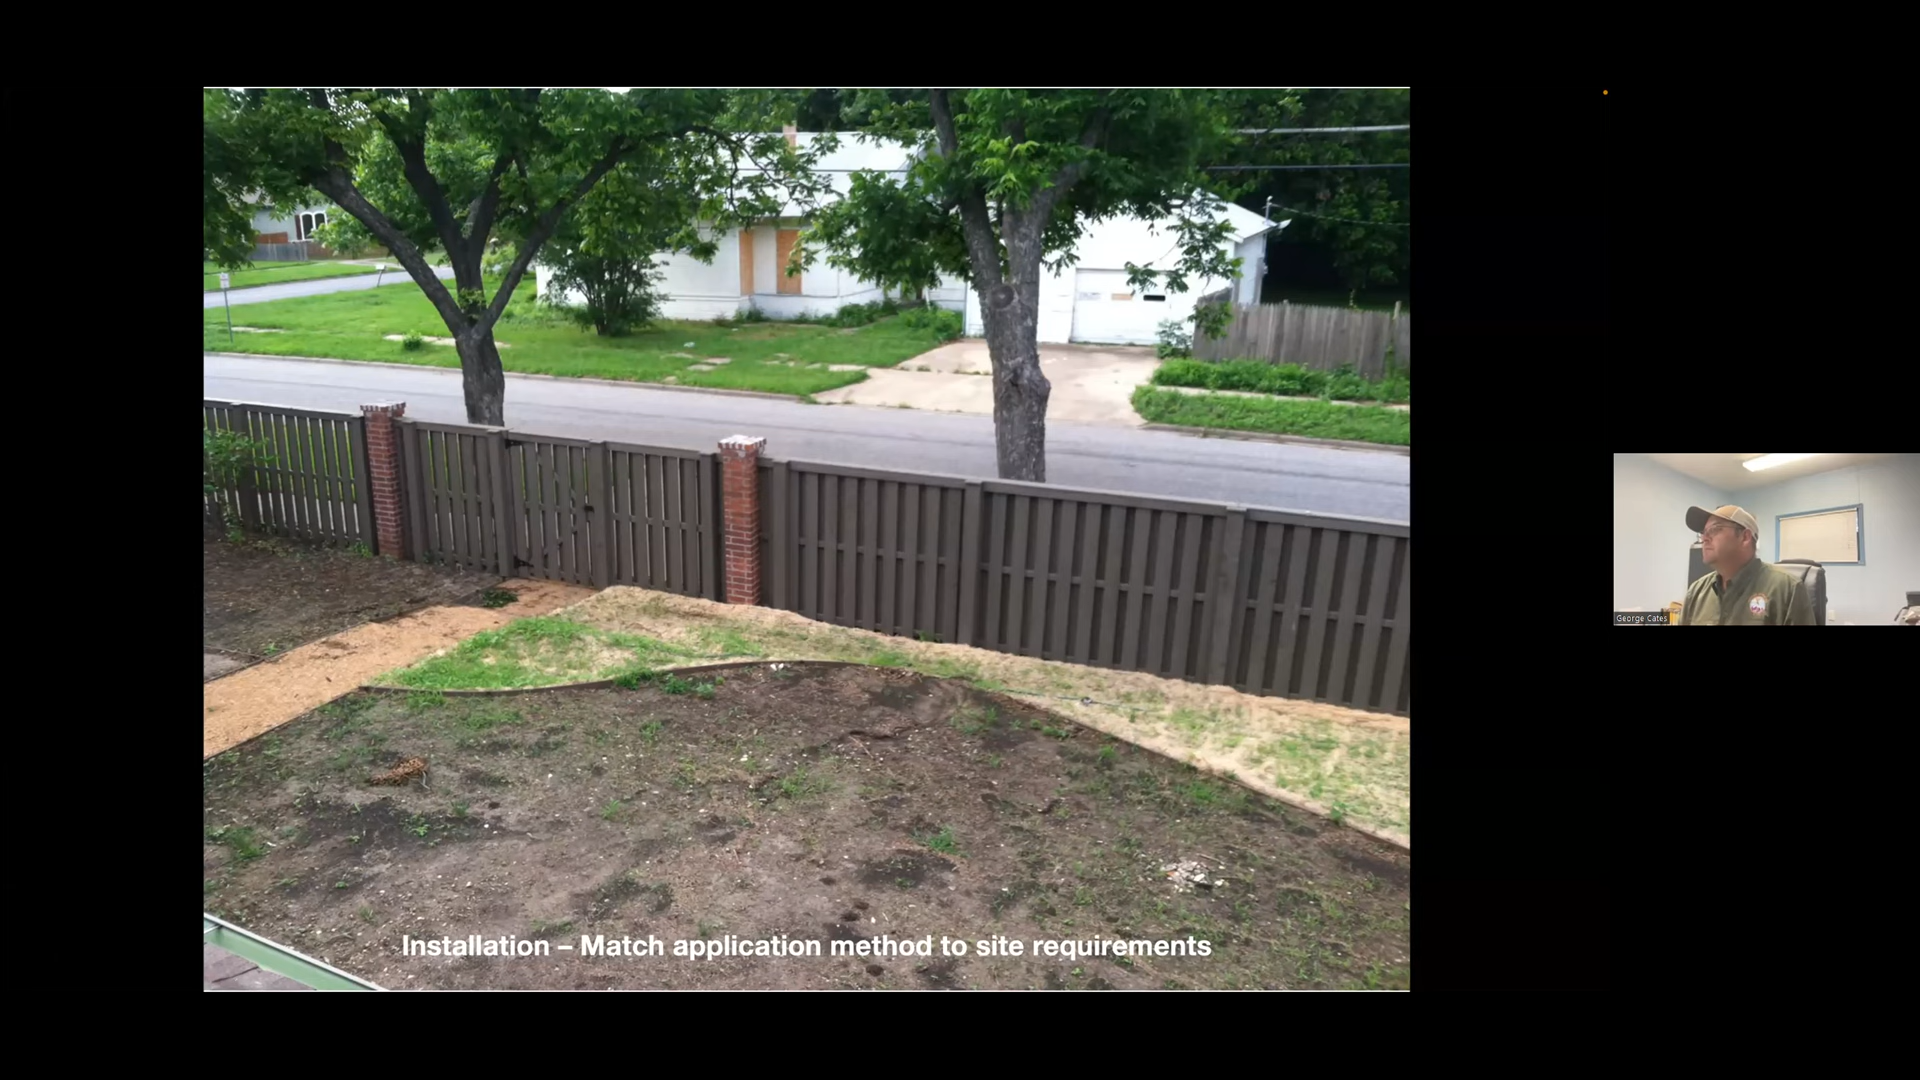 Installation – Match application method to site requirements
George Cates